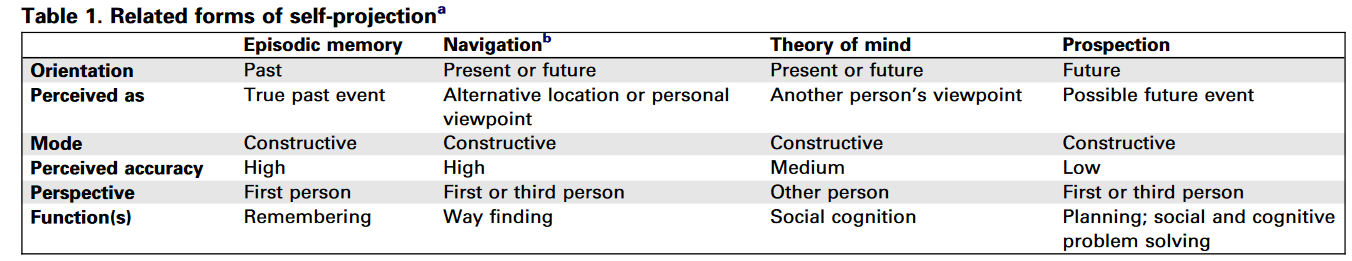 Table 1. Related forms of self-projectiona
Episodic memory Navigationb Theory of mind Prospection
Orientation Past Present or future Present or future Future
Perceived as True past event Alternative location or personal Another person's viewpoint Possible future event
viewpoint
Mode Constructive Constructive Constructive Constructive
Perceived accuracy High High Medium Low
Perspective First person First or third person Other person First or third person
Function(s) Remembering Way finding Social cognition Planning; social and cognitive
problem solving